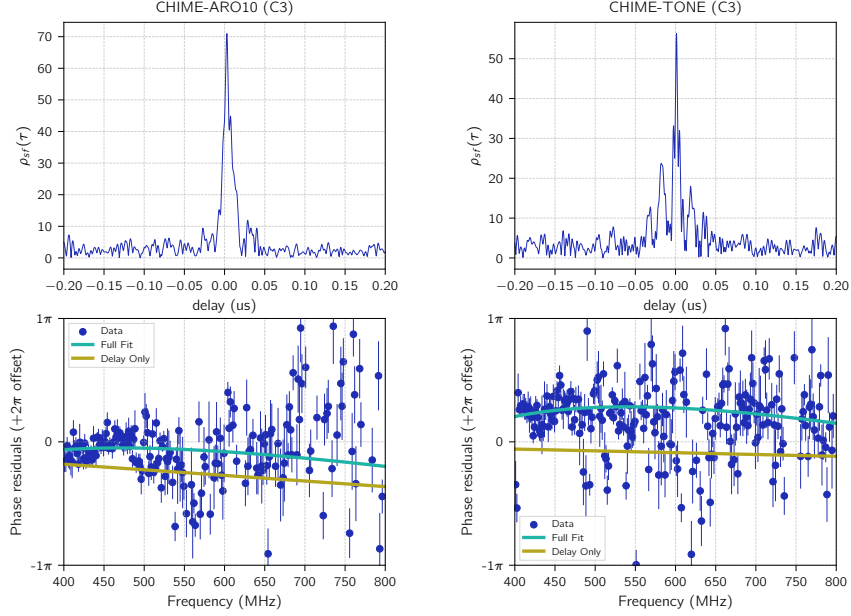 CHIME-ARO10 (C3)
70
60
50
40
30
20
10
0
ρsf(τ)
−0.20 −0.15 −0.10 −0.05 0.00 0.05 0.10 0.15 0.20
delay (us)
CHIME-TONE (C3)
50
40
30
20
10
0
ρsf(τ)
−0.20 −0.15 −0.10 −0.05 0.00 0.05 0.10 0.15 0.20
delay (us)
1π
0
-1π
Phase residuals (+2π offset)
Data
Full Fit
Delay Only
400 450 500 550 600 650 700 750 800
Frequency (MHz)
1π
0
-1π
Phase residuals (+2π offset)
Data
Full Fit
Delay Only
400 450 500 550 600 650 700 750 800
Frequency (MHz)